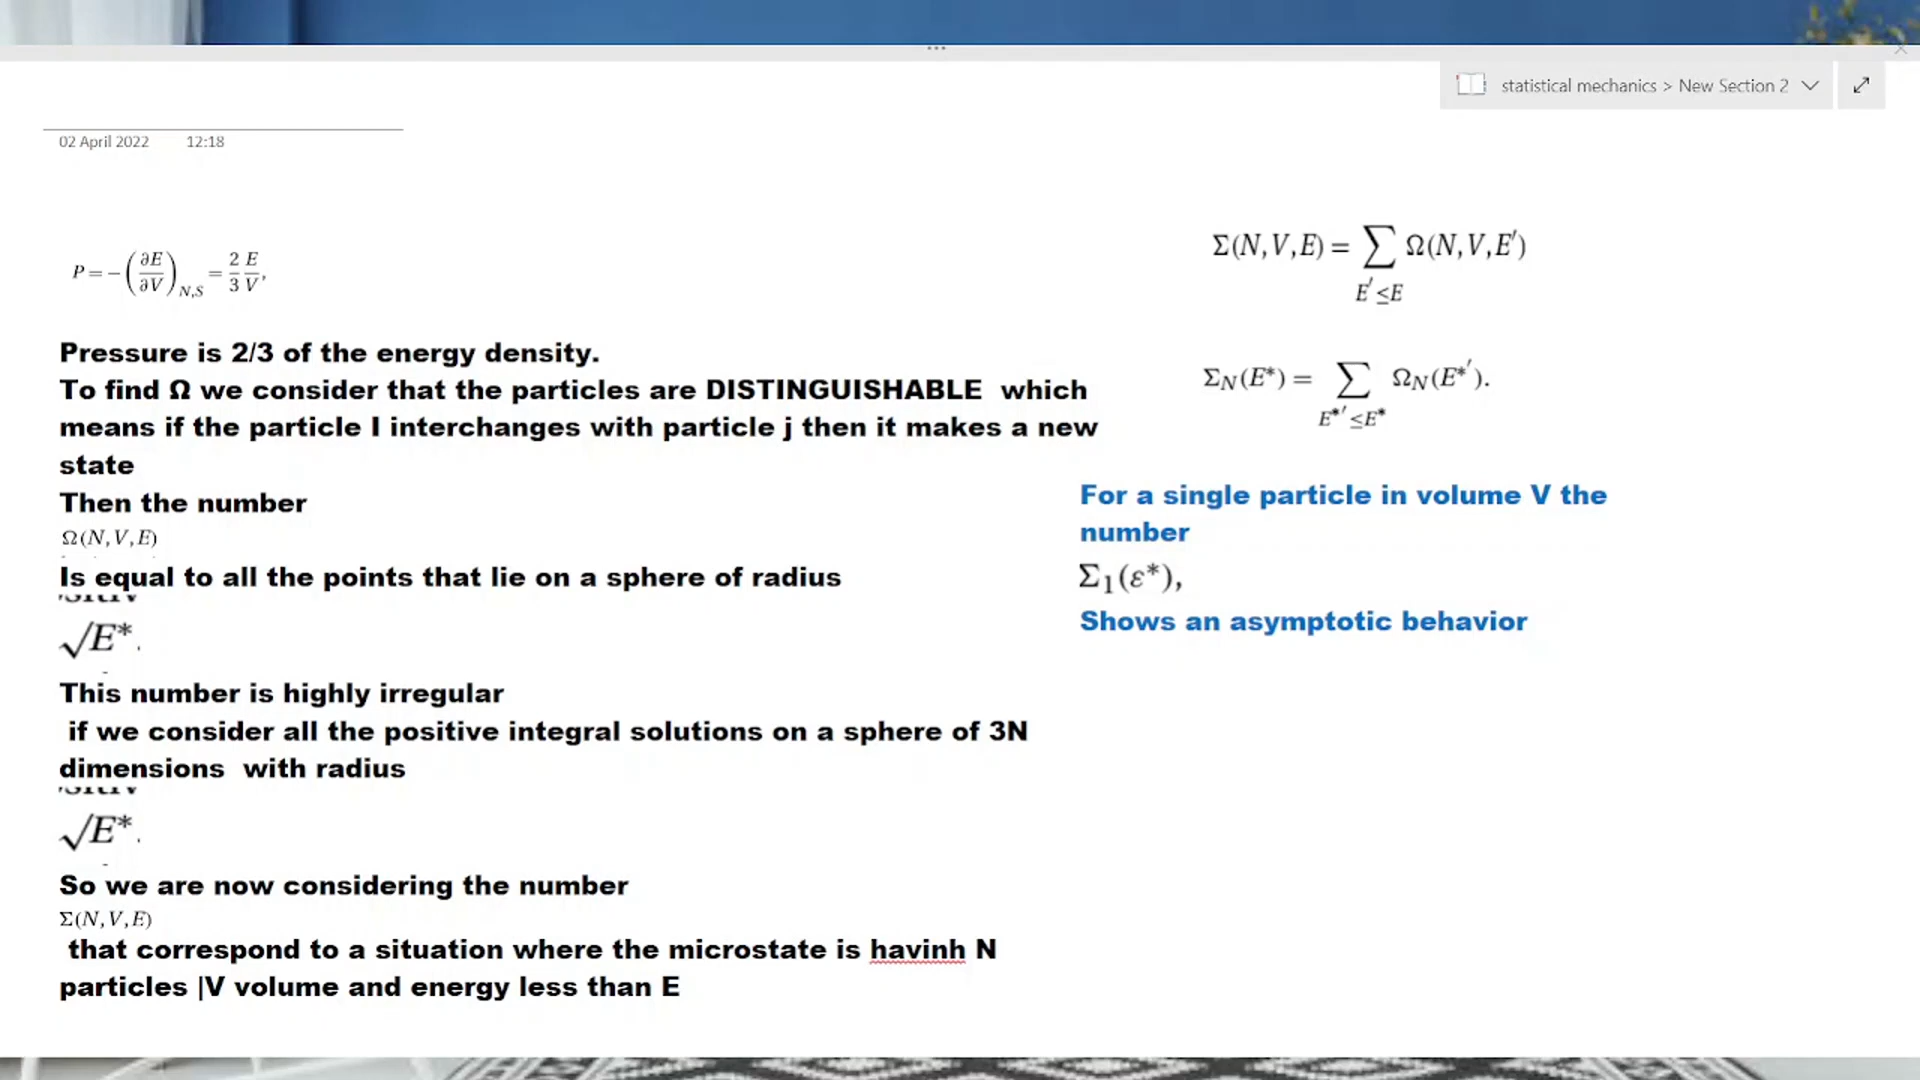 statistical mechanics > New Section 2
02 April 2022 12:18
P = −(∂E/∂V)N,S = 2/3 E/V,
Pressure is 2/3 of the energy density.
To find Ω we consider that the particles are DISTINGUISHABLE which
means if the particle I interchanges with particle j then it makes a new
state
Then the number
Ω(N,V,E)
Is equal to all the points that lie on a sphere of radius
√E*.
This number is highly irregular
if we consider all the positive integral solutions on a sphere of 3N
dimensions with radius
√E*.
So we are now considering the number
Σ(N,V,E)
that correspond to a situation where the microstate is havinh N
particles |V volume and energy less than E
Σ(N,V,E) = ∑ Ω(N,V,E′)
E′≤E
ΣN(E*) = ∑ ΩN(E*′).
E*′≤E*
For a single particle in volume V the
number
Σ1(ε*),
Shows an asymptotic behavior